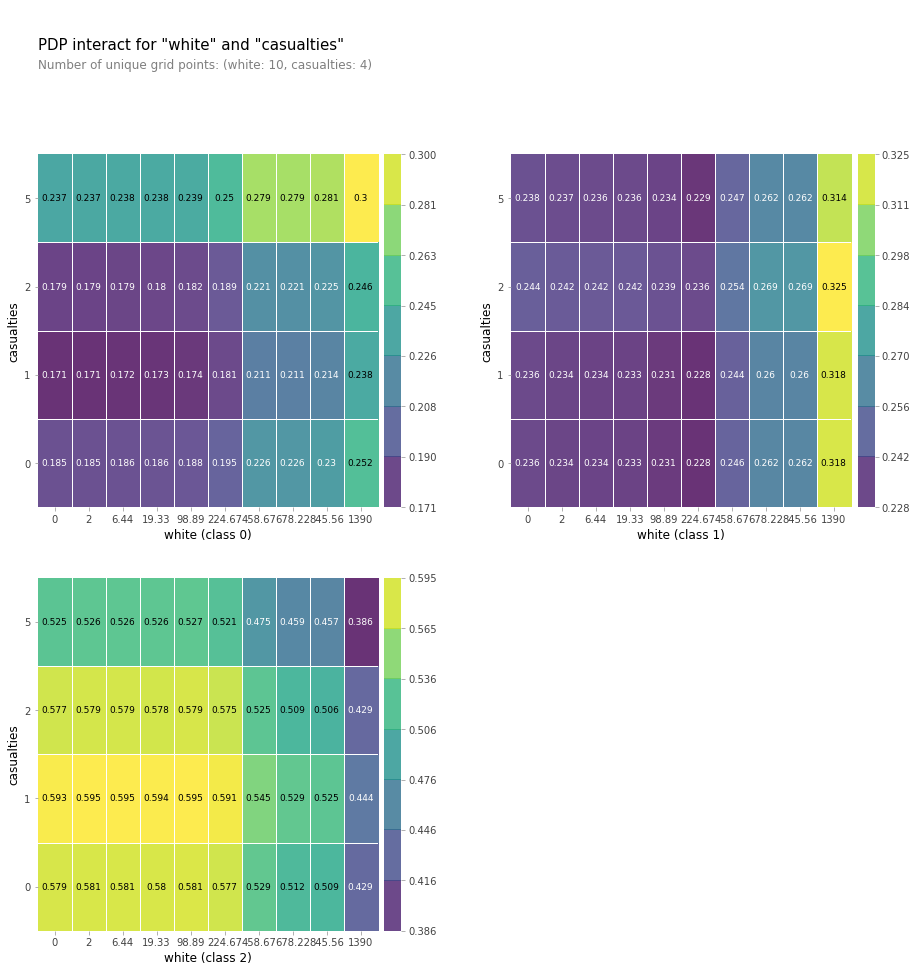 PDP interact for "white" and "casualties"
Number of unique grid points: (white: 10, casualties: 4)
casualties
5 0.237 0.237 0.238 0.238 0.239 0.25 0.279 0.279 0.281 0.3
2 0.179 0.179 0.179 0.18 0.182 0.189 0.221 0.221 0.225 0.246
1 0.171 0.171 0.172 0.173 0.174 0.181 0.211 0.211 0.214 0.238
0 0.185 0.185 0.186 0.186 0.188 0.195 0.226 0.226 0.23 0.252
0 2 6.44 19.33 98.89 224.67 458.67 678.22 845.56 1390
white (class 0)
0.300
0.281
0.263
0.245
0.226
0.208
0.190
0.171
casualties
5 0.238 0.237 0.236 0.236 0.234 0.229 0.247 0.262 0.262 0.314
2 0.244 0.242 0.242 0.242 0.239 0.236 0.254 0.269 0.269 0.325
1 0.236 0.234 0.234 0.233 0.231 0.228 0.244 0.26 0.26 0.318
0 0.236 0.234 0.234 0.233 0.231 0.228 0.246 0.262 0.262 0.318
0 2 6.44 19.33 98.89 224.67 458.67 678.22 845.56 1390
white (class 1)
0.325
0.311
0.298
0.284
0.270
0.256
0.242
0.228
casualties
5 0.525 0.526 0.526 0.526 0.527 0.521 0.475 0.459 0.457 0.386
2 0.577 0.579 0.579 0.578 0.579 0.575 0.525 0.509 0.506 0.429
1 0.593 0.595 0.595 0.594 0.595 0.591 0.545 0.529 0.525 0.444
0 0.579 0.581 0.581 0.58 0.581 0.577 0.529 0.512 0.509 0.429
0 2 6.44 19.33 98.89 224.67 458.67 678.22 845.56 1390
white (class 2)
0.595
0.565
0.536
0.506
0.476
0.446
0.416
0.386